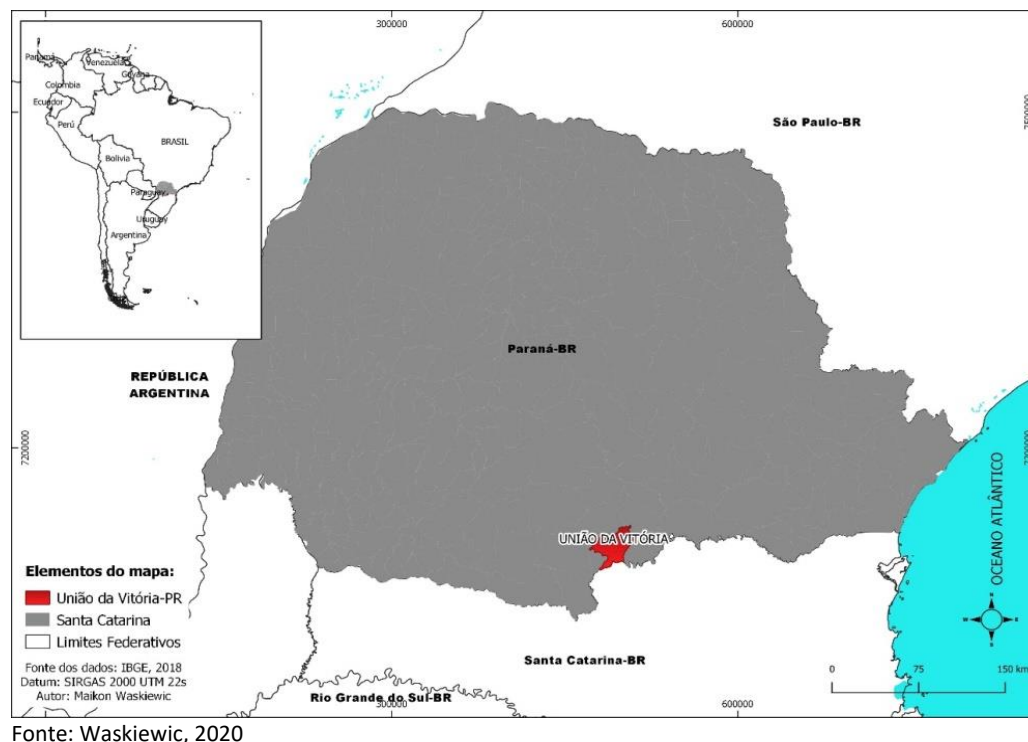 300000
600000
Panamá
Venezuela
Guyana
Colombia
Ecuador
Perú
BRASIL
Bolivia
Paraguay
Uruguay
Argentina
São Paulo-BR
7500000
Paraná-BR
REPÚBLICA
ARGENTINA
7200000
7200000
OCEANO ATLÂNTICO
UNIÃO DA VITÓRIA
Elementos do mapa:
União da Vitória-PR
Santa Catarina
Limites Federativos
Fonte dos dados: IBGE, 2018
Datum: SIRGAS 2000 UTM 22s
Autor: Maikon Waskiewic
Santa Catarina-BR
Rio Grande do Sul-BR
N
0 75 150 km
300000
600000
Fonte: Waskiewic, 2020